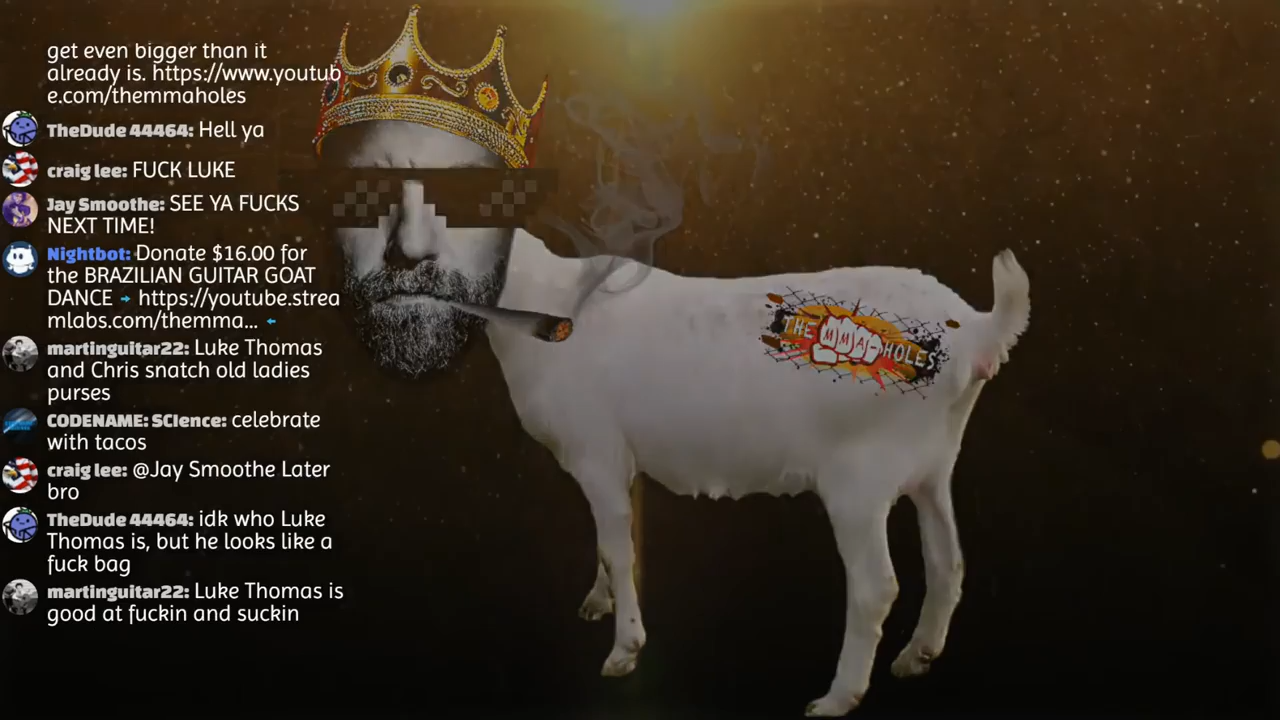 get even bigger than it
already is. https://www.youtub
e.com/themmaholes
TheDude 44464: Hell ya
craig lee: FUCK LUKE
Jay Smoothe: SEE YA FUCKS
NEXT TIME!
Nightbot: Donate $16.00 for
the BRAZILIAN GUITAR GOAT
DANCE → https://youtube.strea
mlabs.com/themma... ←
martinguitar22: Luke Thomas
and Chris snatch old ladies
purses
CODENAME: SCIence: celebrate
with tacos
craig lee: @Jay Smoothe Later
bro
TheDude 44464: idk who Luke
Thomas is, but he looks like a
fuck bag
martinguitar22: Luke Thomas is
good at fuckin and suckin
THE MMA-HOLES